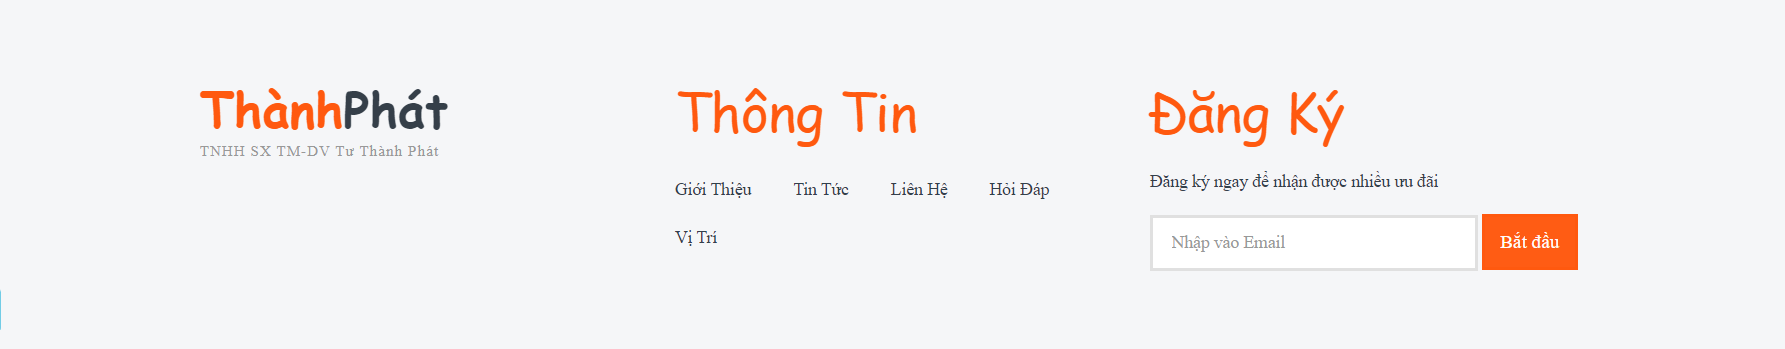 ThànhPhát
TNHH SX TM-DV Tư Thành Phát
Thông Tin
Giới Thiệu Tin Tức Liên Hệ Hỏi Đáp
Vị Trí
Đăng Ký
Đăng ký ngay để nhận được nhiều ưu đãi
Nhập vào Email Bắt đầu